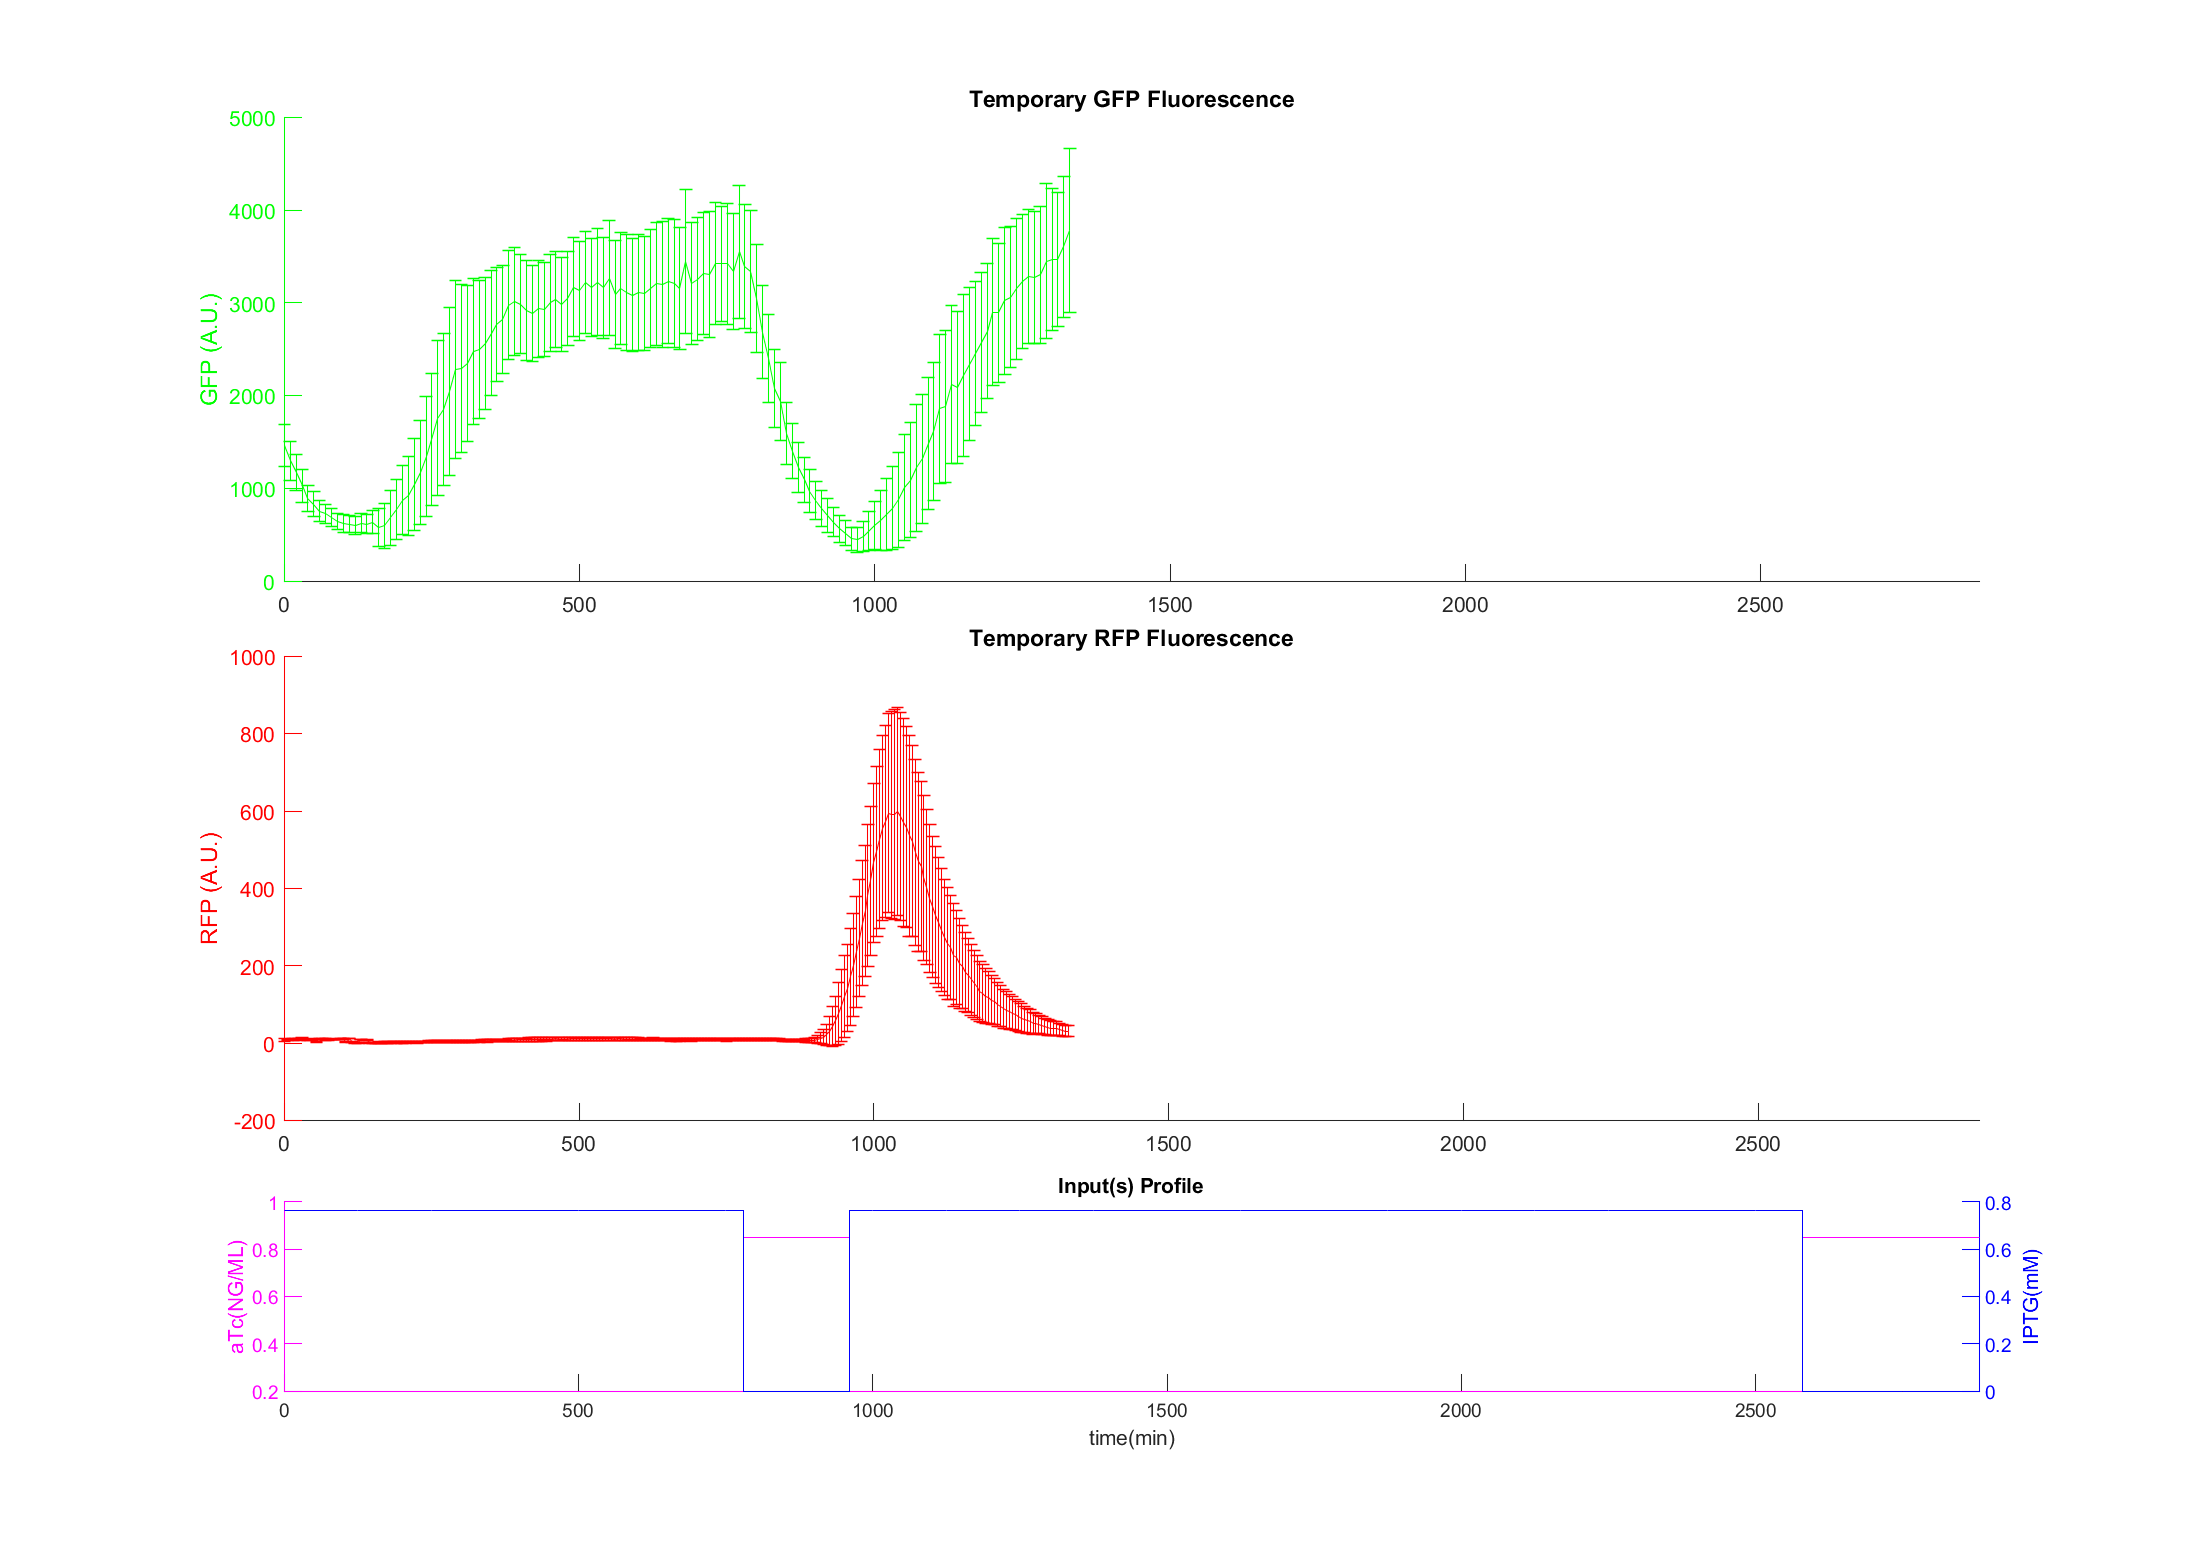 Temporary GFP Fluorescence
5000
4000
3000
2000
1000
0
GFP (A.U.)
0 500 1000 1500 2000 2500
Temporary RFP Fluorescence
1000
800
600
400
200
0
-200
RFP (A.U.)
0 500 1000 1500 2000 2500
Input(s) Profile
1
0.8
0.6
0.4
0.2
aTc(NG/ML)
0.8
0.6
0.4
0.2
0
IPTG(mM)
0 500 1000 1500 2000 2500
time(min)